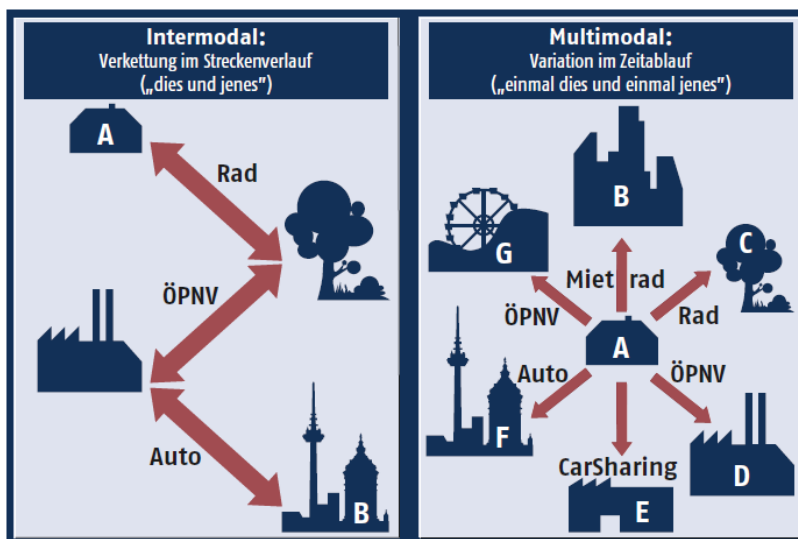 Intermodal:
Verkettung im Streckenverlauf
(„dies und jenes”)
A
Rad
ÖPNV
Auto
B
Multimodal:
Variation im Zeitablauf
(„einmal dies und einmal jenes”)
B
G
C
Mietrad
ÖPNV
Rad
A
Auto
ÖPNV
F
CarSharing
D
E